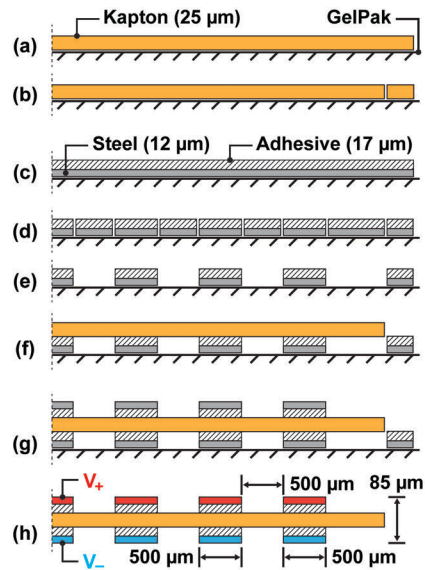 Kapton (25 µm) GelPak
(a)
(b)
Steel (12 µm) Adhesive (17 µm)
(c)
(d)
(e)
(f)
(g)
V+ 500 µm 85 µm
(h)
V– 500 µm 500 µm